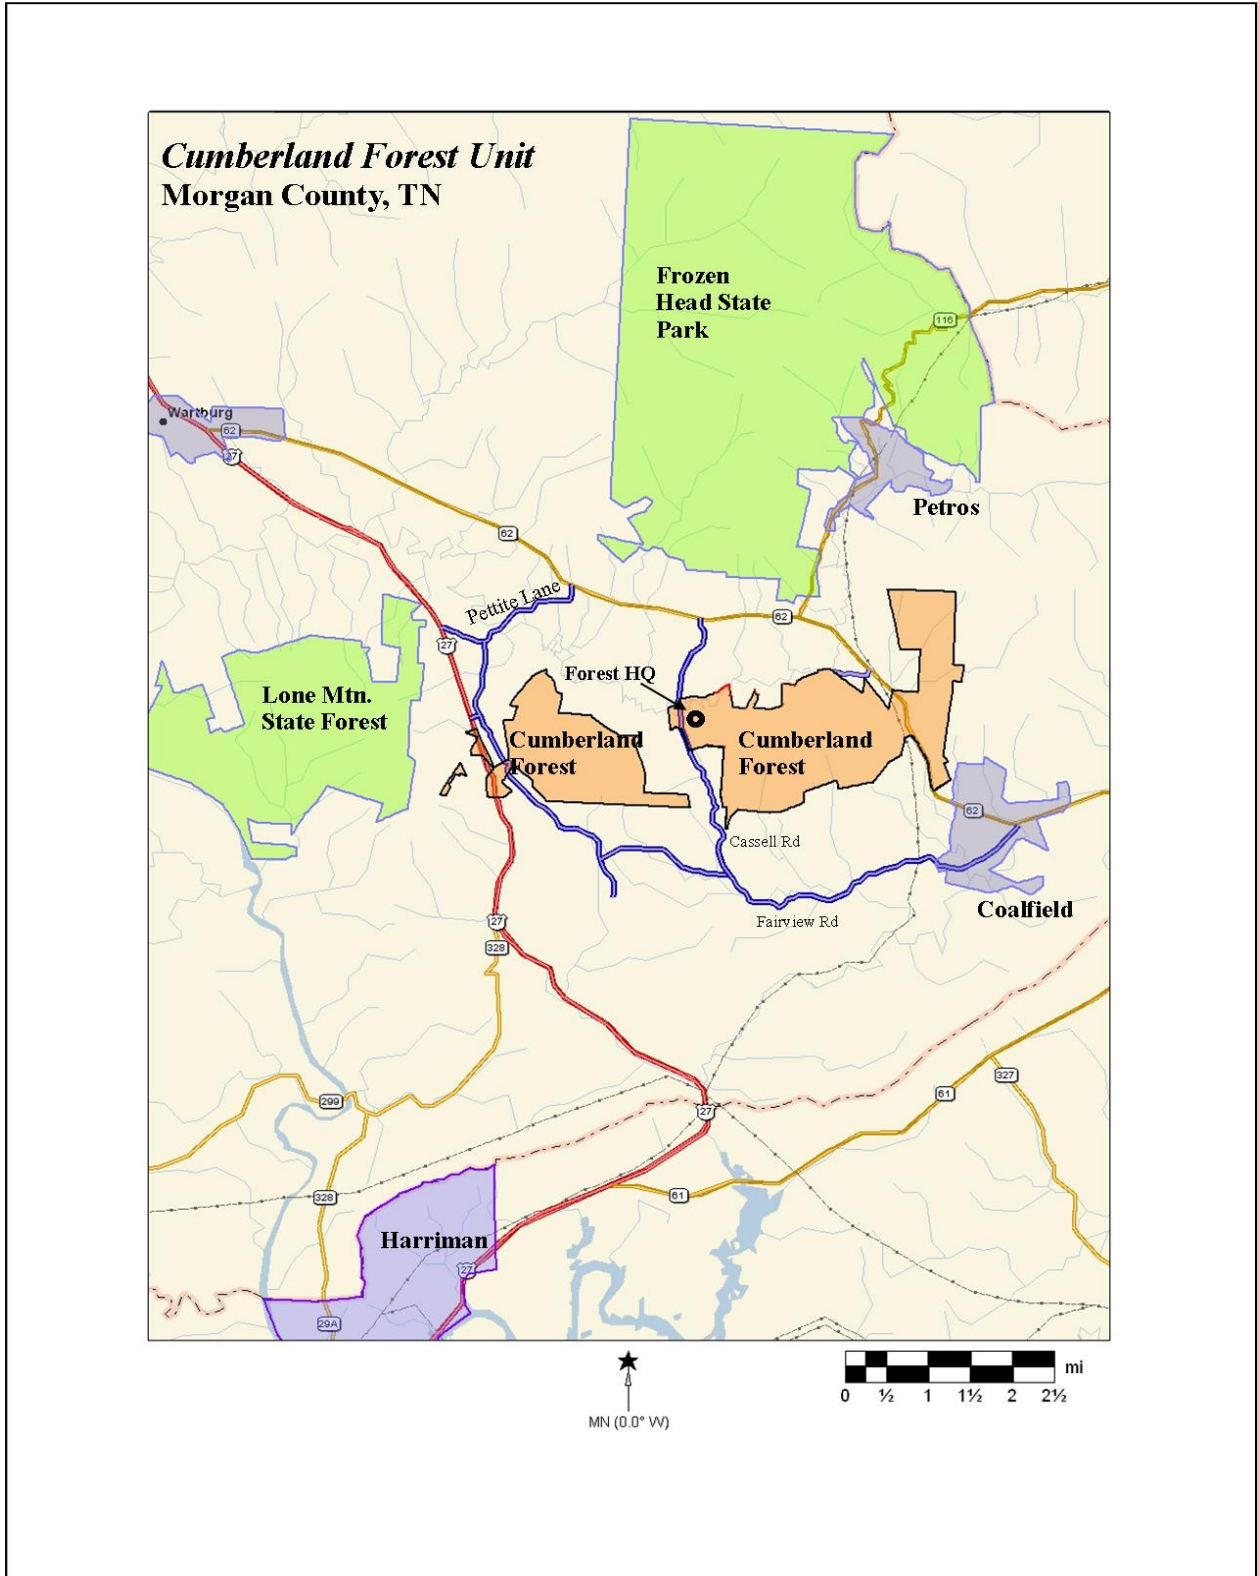 Cumberland Forest Unit
Morgan County, TN
Frozen
Head State
Park
116
Wartburg
62
27
Petros
62
Pettite Lane
62
27
Forest HQ
Lone Mtn.
State Forest
Cumberland
Forest
Cumberland
Forest
62
Cassell Rd
Coalfield
Fairview Rd
27
328
327
61
299
27
328
61
Harriman
27
29A
mi
0 ½ 1 1½ 2 2½
MN (0.0° W)